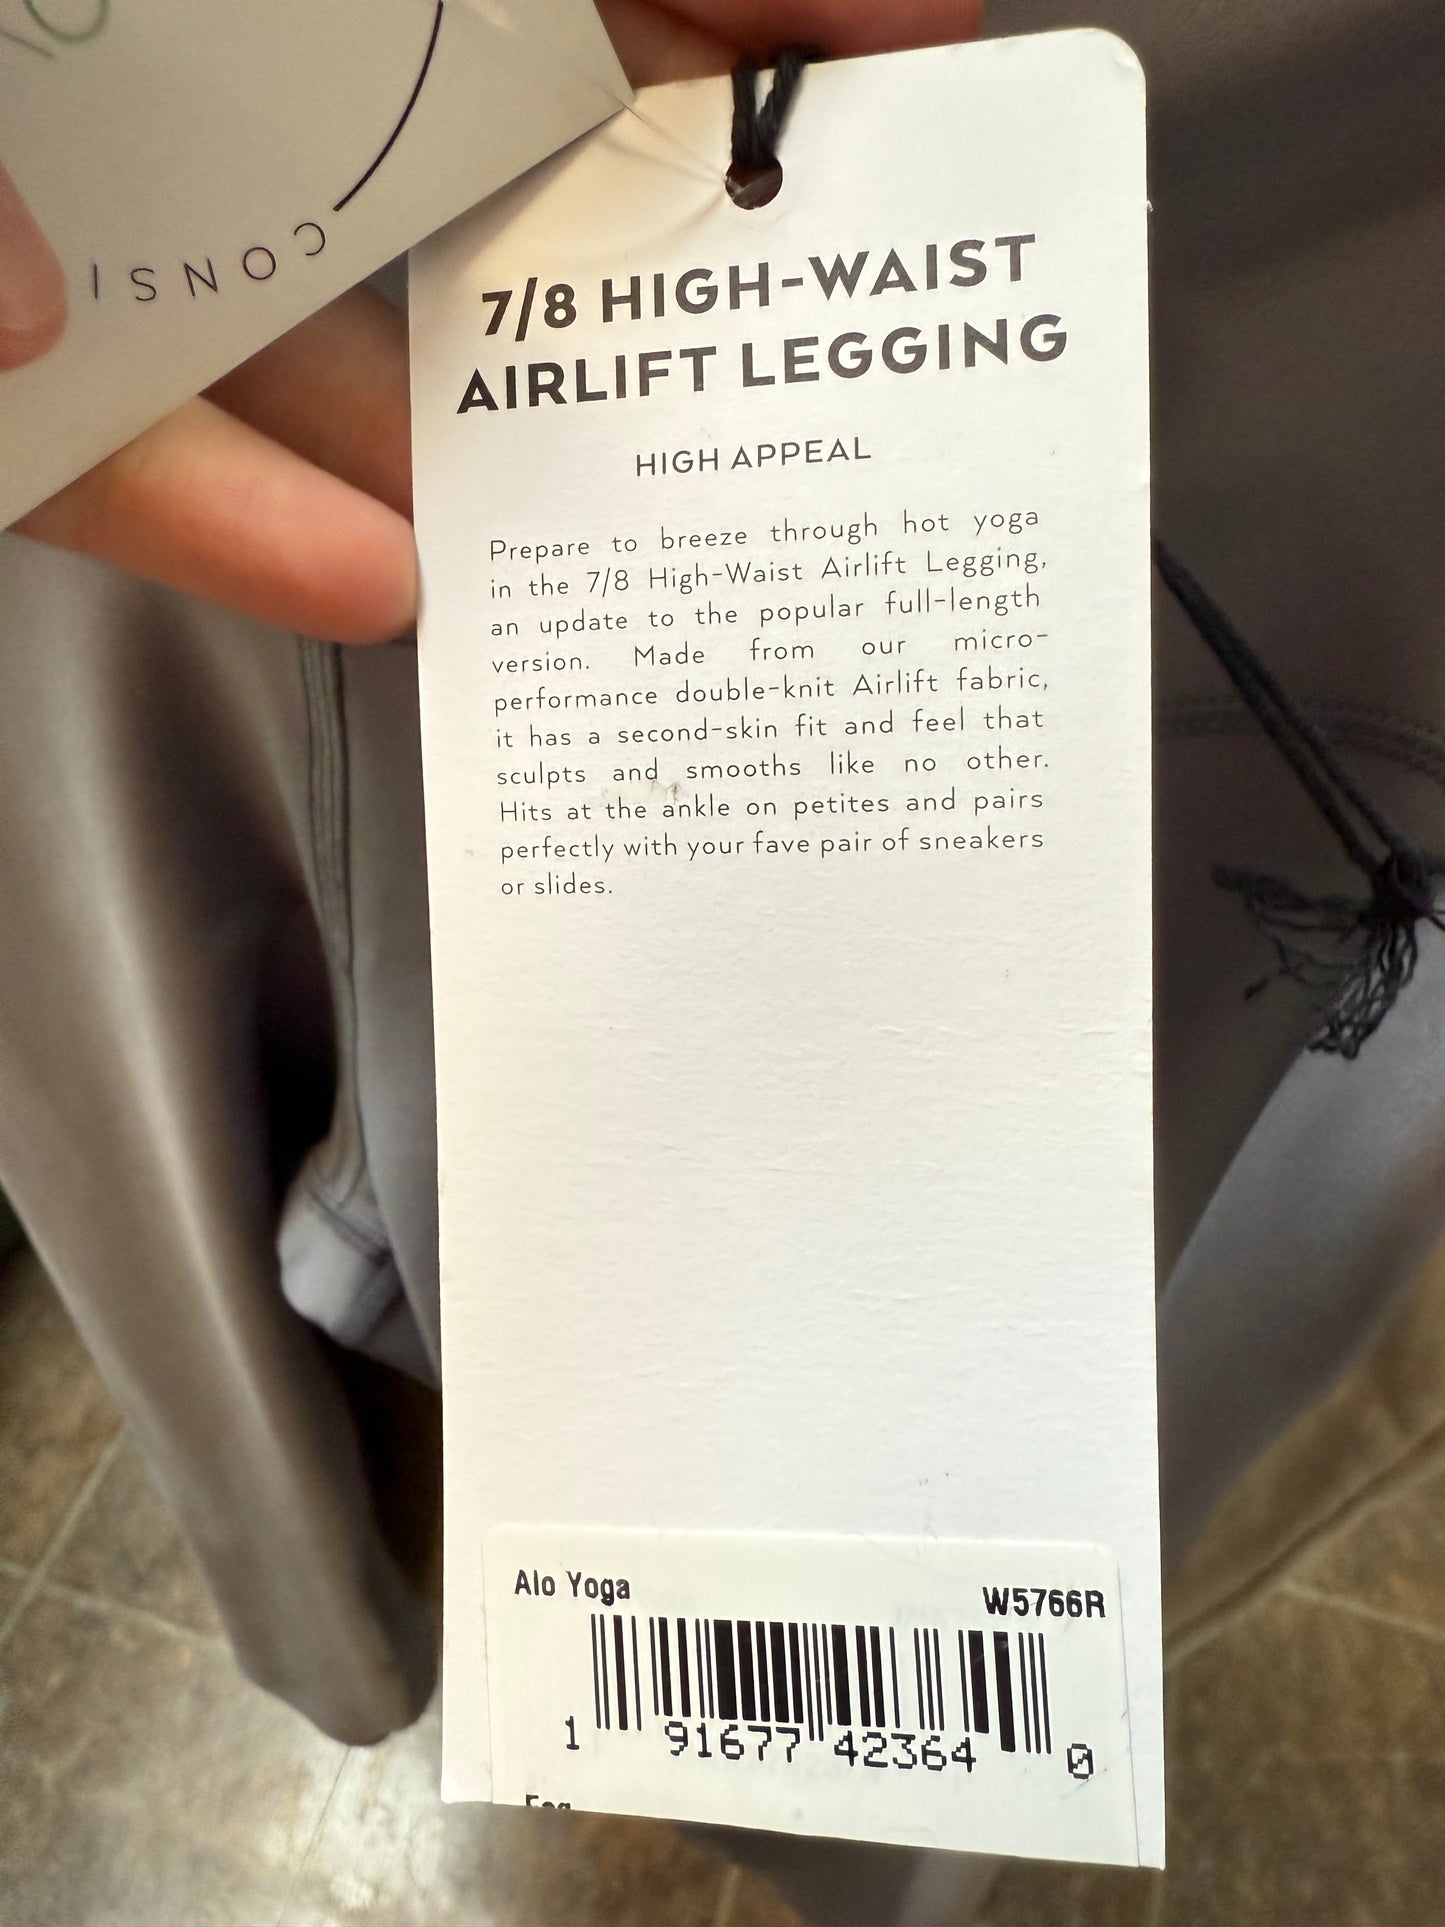 CONSI
7/8 HIGH-WAIST
AIRLIFT LEGGING
HIGH APPEAL
Prepare to breeze through hot yoga
in the 7/8 High-Waist Airlift Legging,
an update to the popular full-length
version. Made from our micro-
performance double-knit Airlift fabric,
it has a second-skin fit and feel that
sculpts and smooths like no other.
Hits at the ankle on petites and pairs
perfectly with your fave pair of sneakers
or slides.
Alo Yoga W5766R
1 91677 42364 0